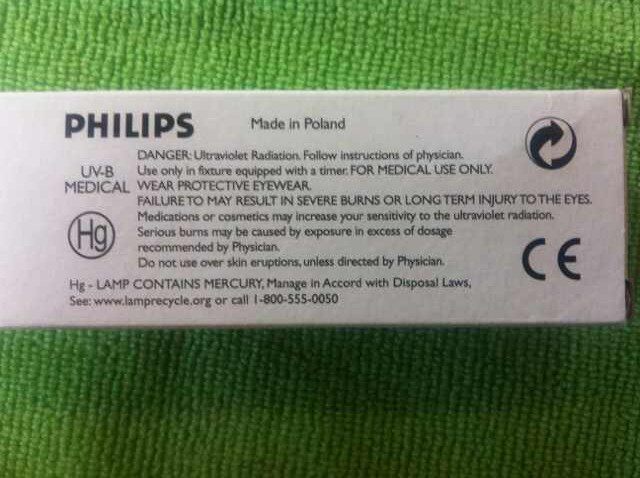 PHILIPS
Made in Poland
UV-B
MEDICAL
DANGER: Ultraviolet Radiation. Follow instructions of physician.
Use only in fixture equipped with a timer. FOR MEDICAL USE ONLY.
WEAR PROTECTIVE EYEWEAR.
FAILURE TO MAY RESULT IN SEVERE BURNS OR LONG TERM INJURY TO THE EYES.
Medications or cosmetics may increase your sensitivity to the ultraviolet radiation.
Serious burns may be caused by exposure in excess of dosage
recommended by Physician.
Do not use over skin eruptions, unless directed by Physician.
Hg
CE
Hg - LAMP CONTAINS MERCURY, Manage in Accord with Disposal Laws,
See: www.lamprecycle.org or call 1-800-555-0050